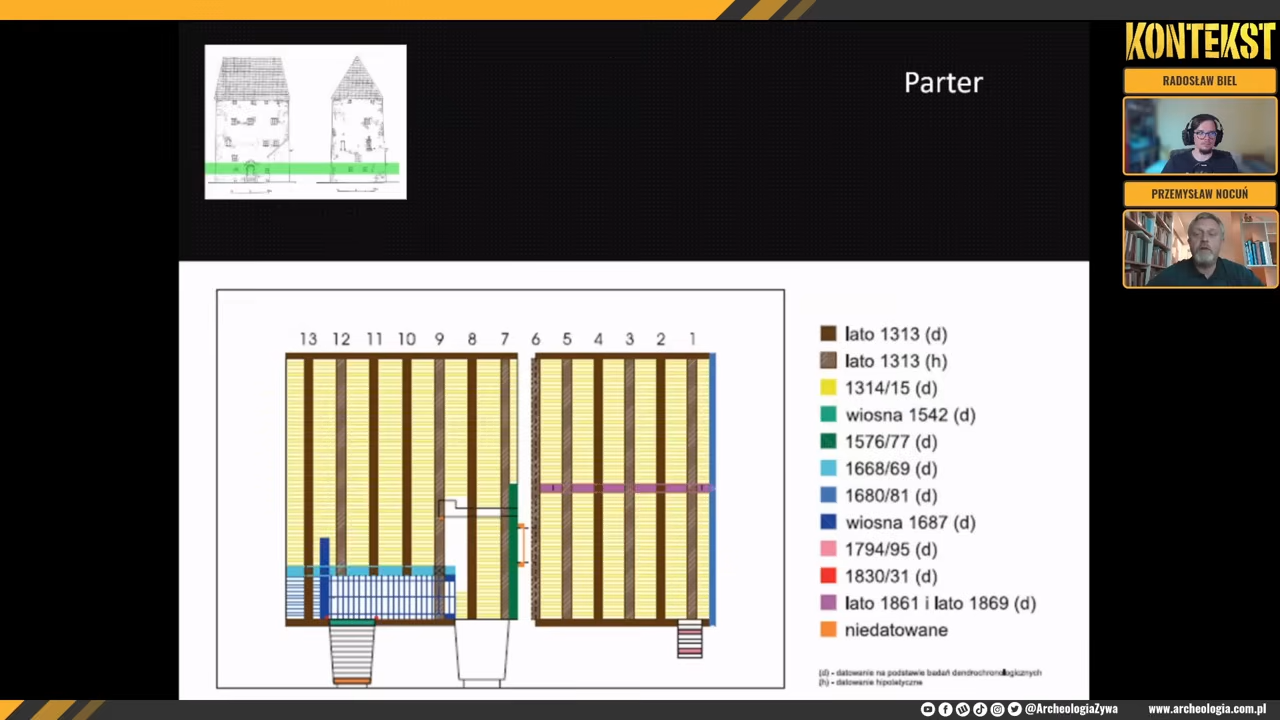 Parter
KONTEKST
RADOSŁAW BIEL
PRZEMYSŁAW NOCUŃ
13 12 11 10 9 8 7 6 5 4 3 2 1
lato 1313 (d)
lato 1313 (h)
1314/15 (d)
wiosna 1542 (d)
1576/77 (d)
1668/69 (d)
1680/81 (d)
wiosna 1687 (d)
1794/95 (d)
1830/31 (d)
lato 1861 i lato 1869 (d)
niedatowane
(d) - datowanie na podstawie badań dendrochronologicznych
(h) - datowanie hipotetyczne
@ArcheologiaZywa www.archeologia.com.pl